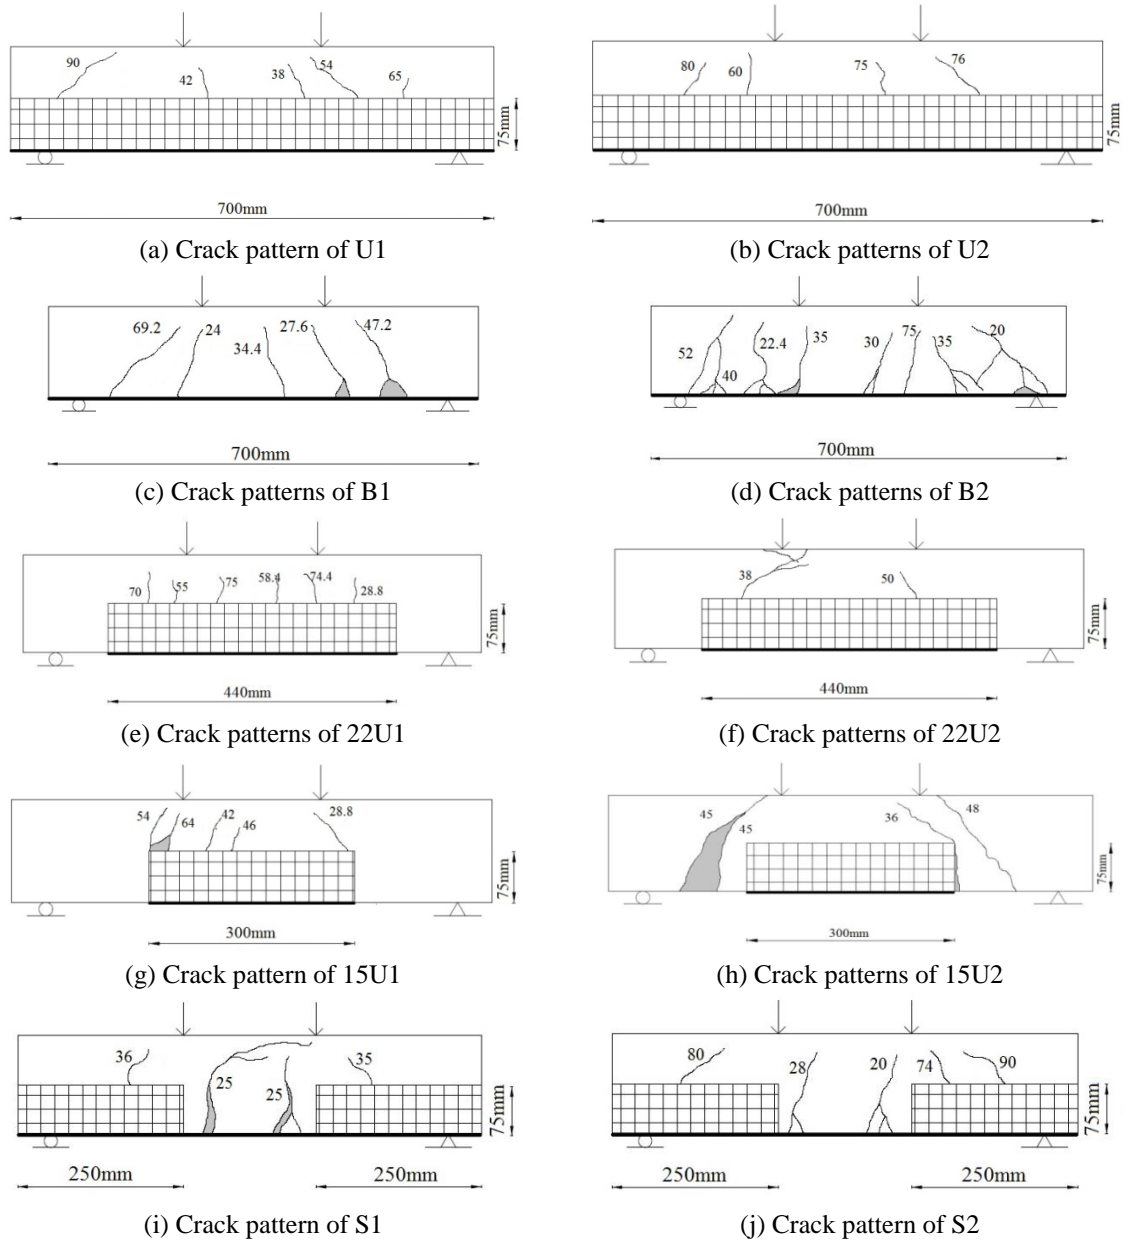 90
42
38
54
65
75mm
700mm
(a) Crack pattern of U1
80
60
75
76
75mm
700mm
(b) Crack patterns of U2
69.2
24
34.4
27.6
47.2
700mm
(c) Crack patterns of B1
52
40
22.4
35
30
75
35
20
700mm
(d) Crack patterns of B2
70
55
75
58.4
74.4
28.8
75mm
440mm
(e) Crack patterns of 22U1
38
50
75mm
440mm
(f) Crack patterns of 22U2
54
64
42
46
28.8
75mm
300mm
(g) Crack pattern of 15U1
45
45
36
48
75mm
300mm
(h) Crack patterns of 15U2
36
25
25
35
75mm
250mm
250mm
(i) Crack pattern of S1
80
28
20
74
90
75mm
250mm
250mm
(j) Crack pattern of S2